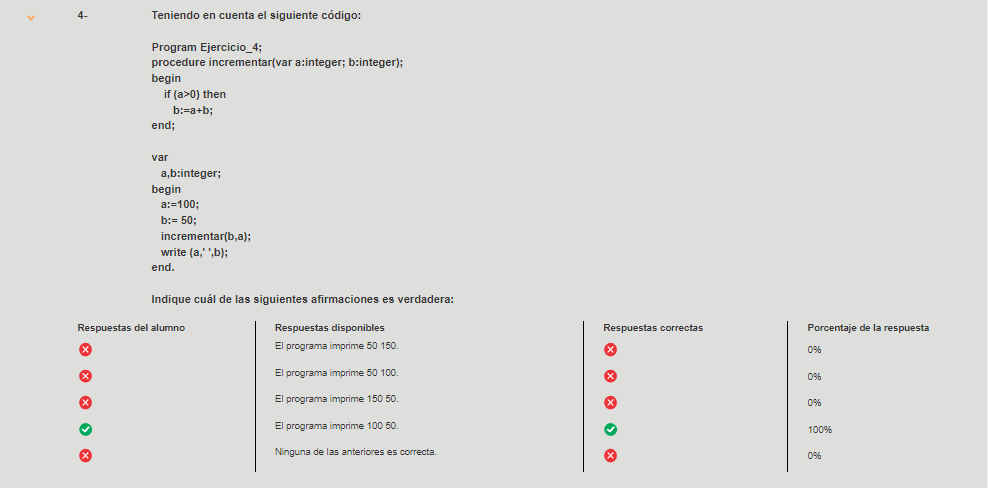 4- Teniendo en cuenta el siguiente código:
Program Ejercicio_4;
procedure incrementar(var a:integer; b:integer);
begin
if (a>0) then
b:=a+b;
end;
var
a,b:integer;
begin
a:=100;
b:= 50;
incrementar(b,a);
write (a,' ',b);
end.
Indique cuál de las siguientes afirmaciones es verdadera:
Respuestas del alumno Respuestas disponibles Respuestas correctas Porcentaje de la respuesta
El programa imprime 50 150. 0%
El programa imprime 50 100. 0%
El programa imprime 150 50. 0%
El programa imprime 100 50. 100%
Ninguna de las anteriores es correcta. 0%